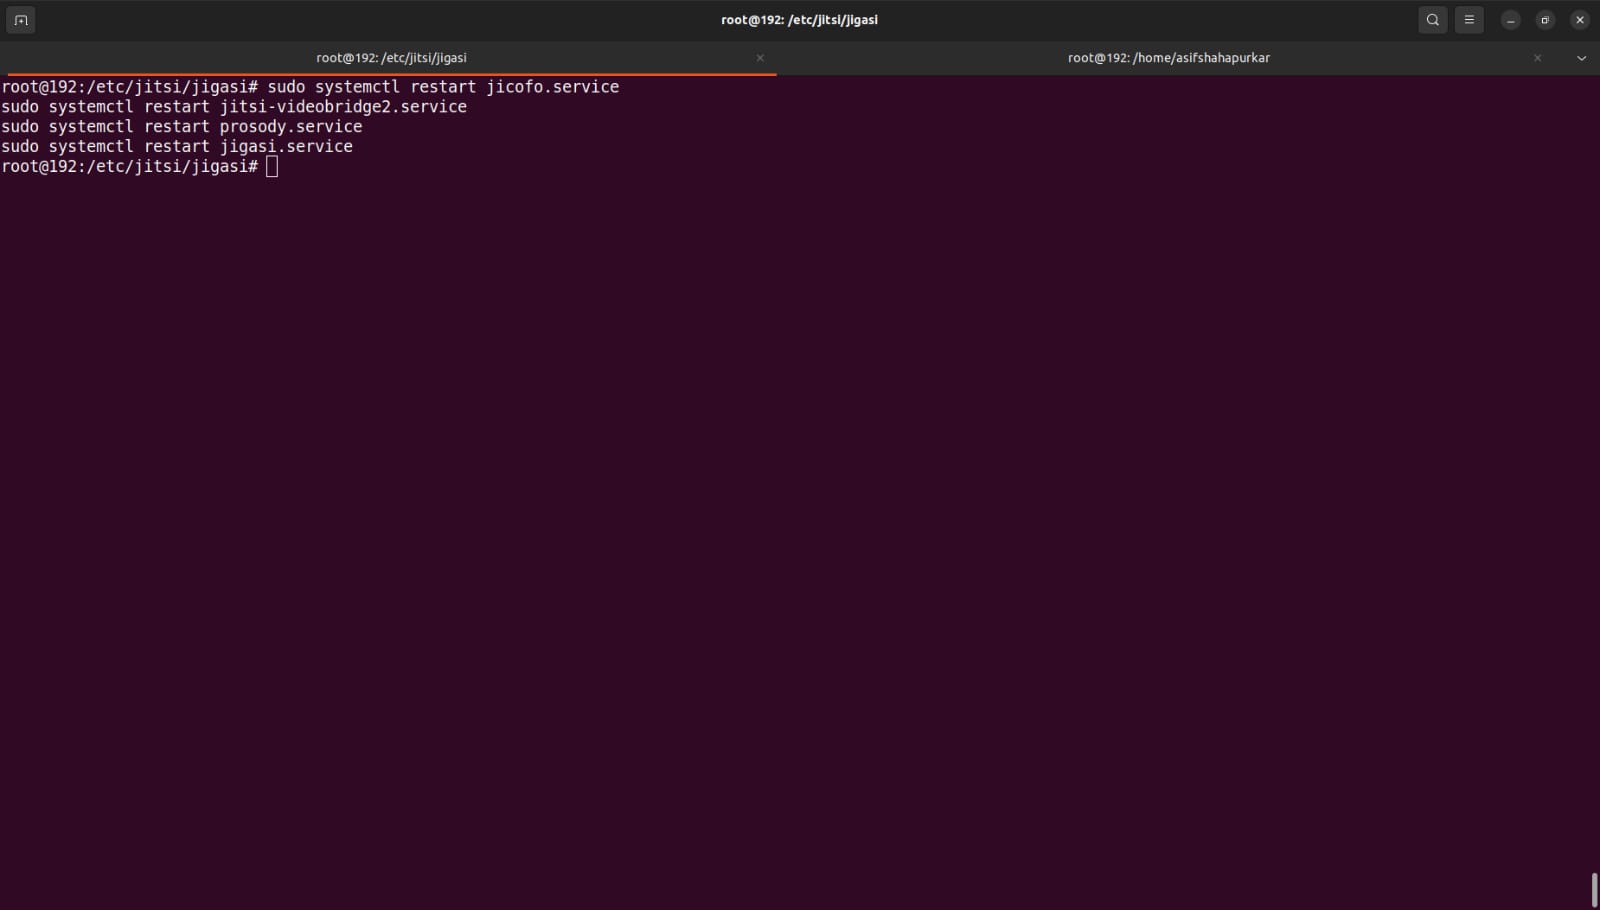 root@192: /etc/jitsi/jigasi
root@192: /etc/jitsi/jigasi
root@192: /home/asifshahapurkar
root@192:/etc/jitsi/jigasi# sudo systemctl restart jicofo.service
sudo systemctl restart jitsi-videobridge2.service
sudo systemctl restart prosody.service
sudo systemctl restart jigasi.service
root@192:/etc/jitsi/jigasi#